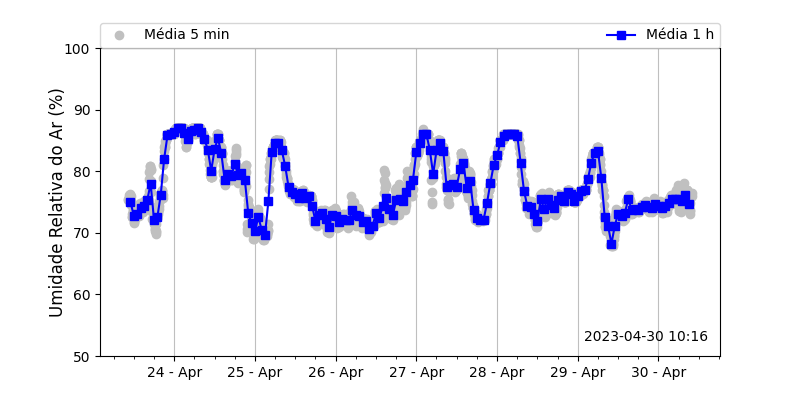 Média 5 min
Média 1 h
Umidade Relativa do Ar (%)
100
90
80
70
60
50
2023-04-30 10:16
24 - Apr
25 - Apr
26 - Apr
27 - Apr
28 - Apr
29 - Apr
30 - Apr